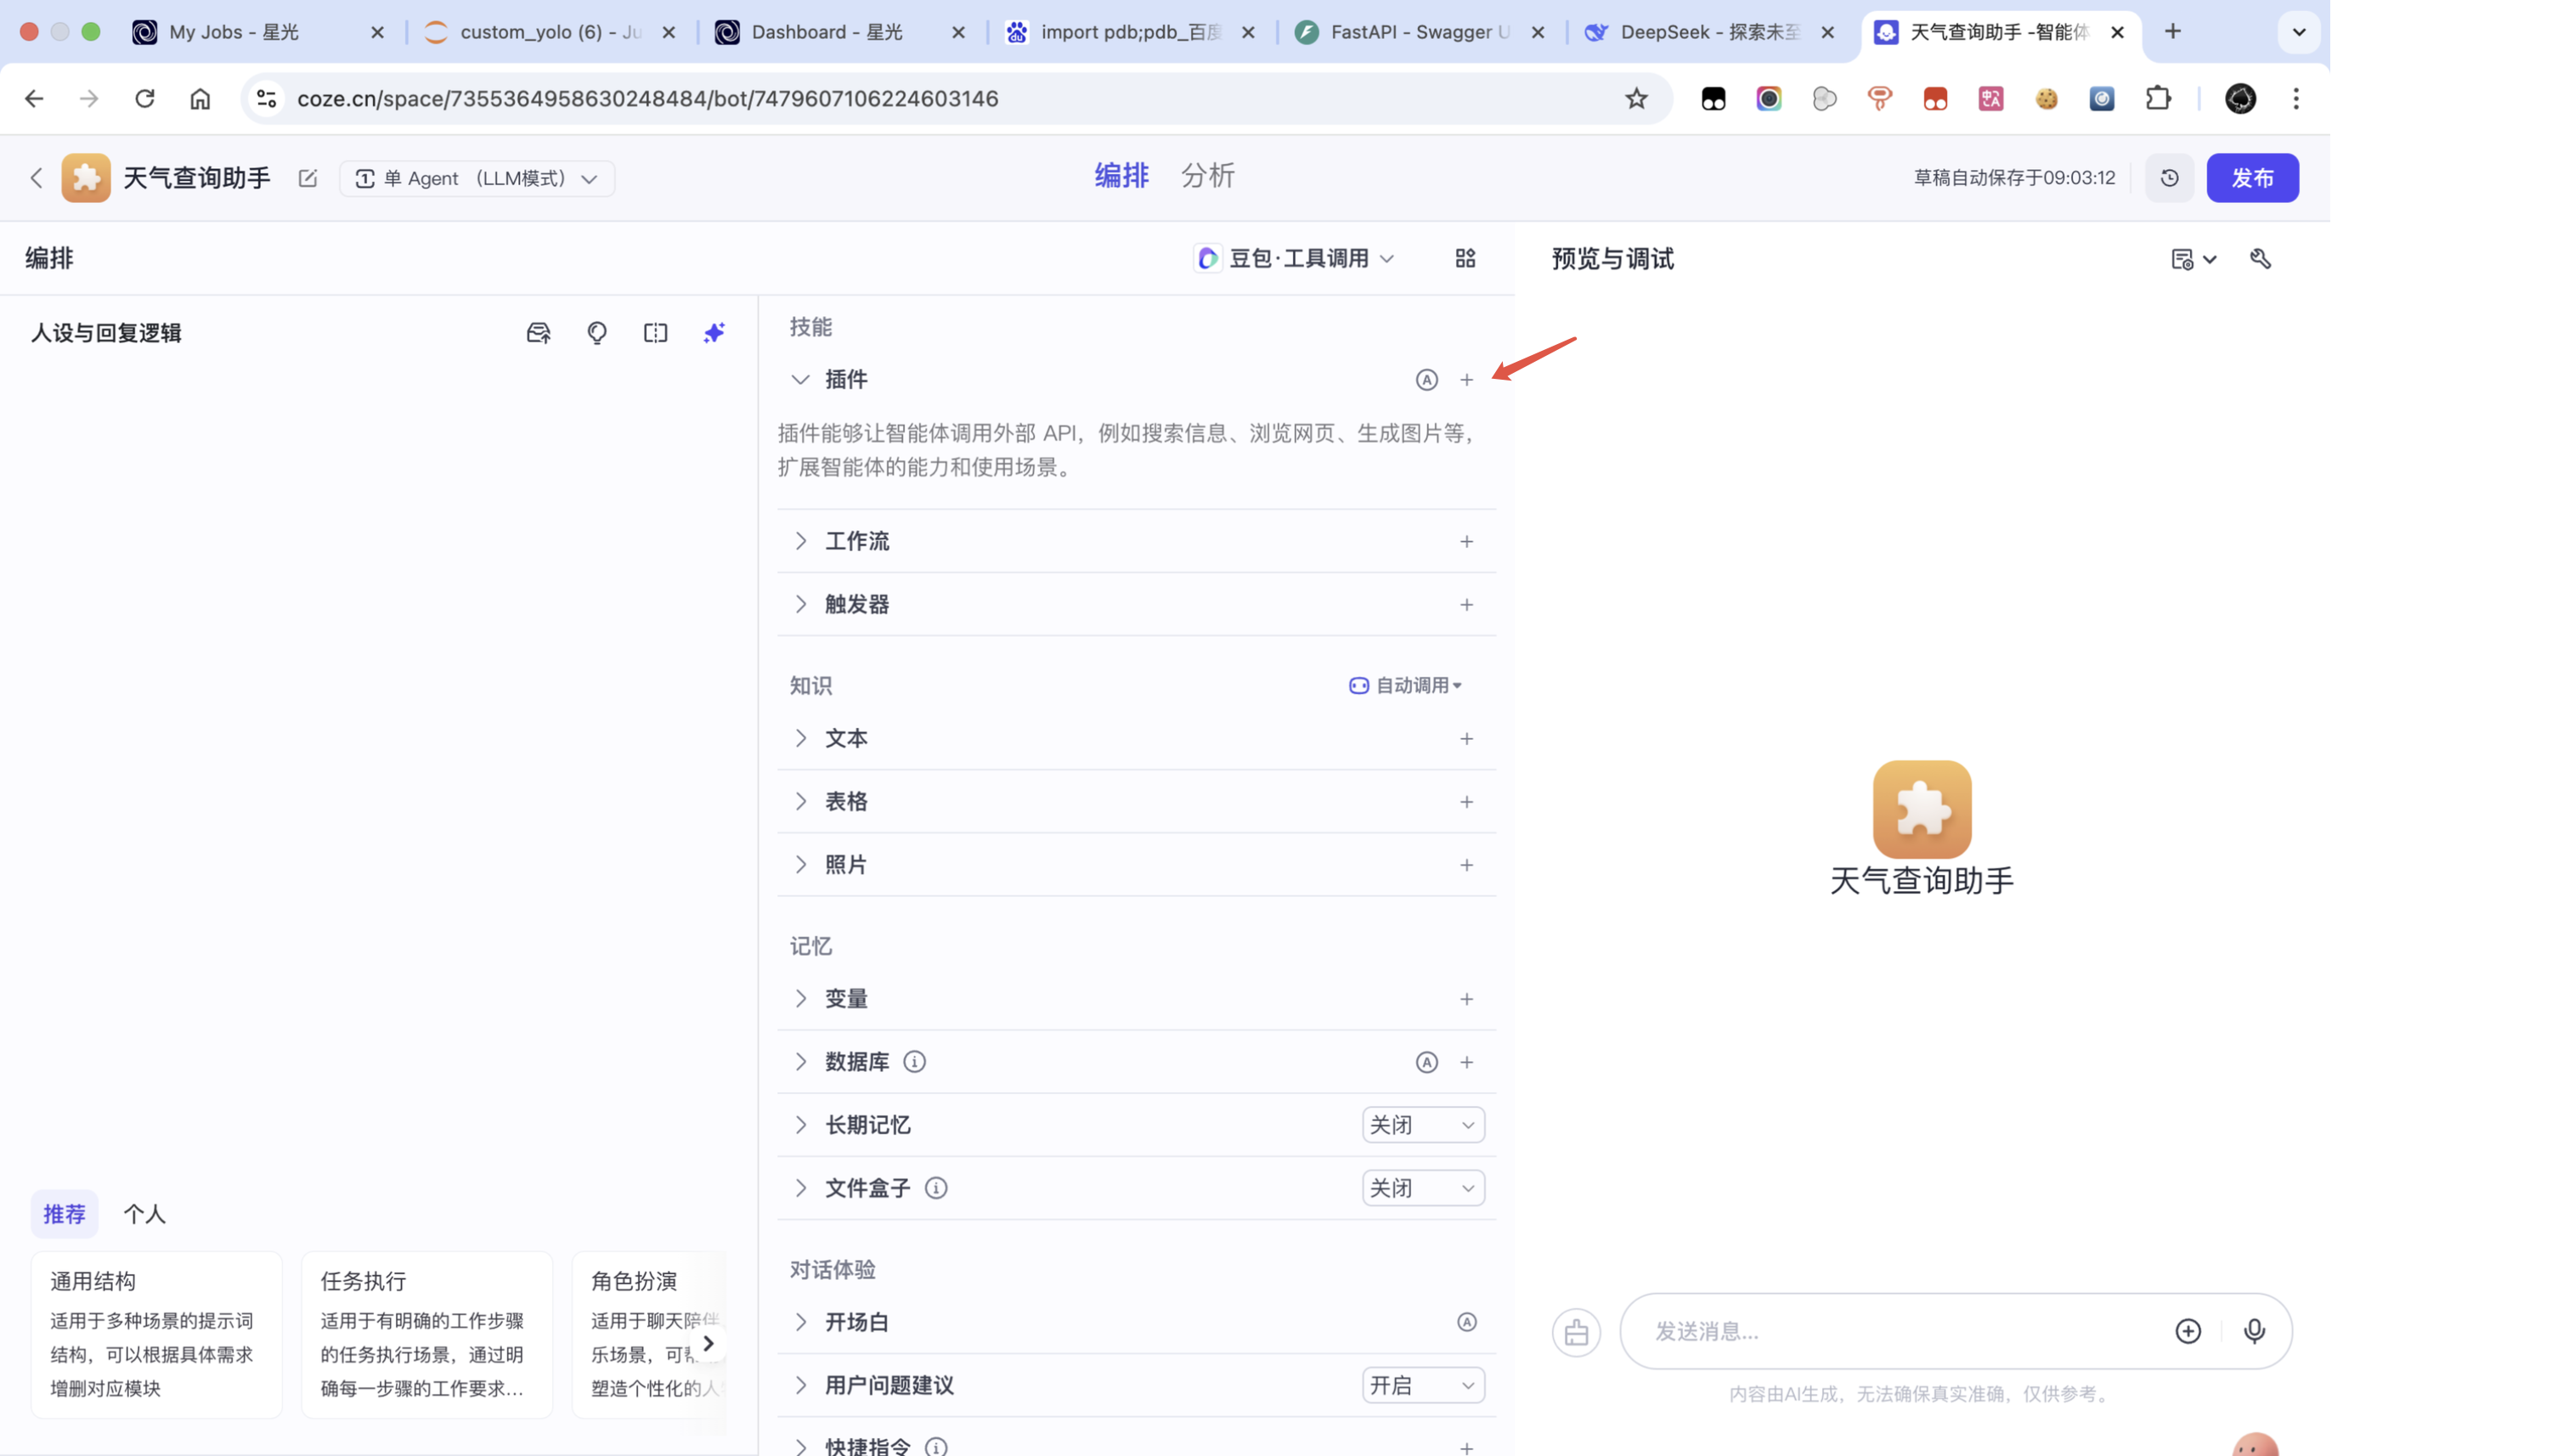 My Jobs - 星光
custom_yolo (6) - Ju
Dashboard - 星光
import pdb;pdb_百度
FastAPI - Swagger U
DeepSeek - 探索未至
天气查询助手 -智能体
coze.cn/space/7355364958630248484/bot/7479607106224603146
天气查询助手
单 Agent （LLM模式）
编排
分析
草稿自动保存于09:03:12
发布
编排
豆包·工具调用
预览与调试
人设与回复逻辑
技能
插件
插件能够让智能体调用外部 API，例如搜索信息、浏览网页、生成图片等，
扩展智能体的能力和使用场景。
工作流
触发器
知识
自动调用
文本
表格
照片
记忆
变量
数据库
长期记忆
关闭
文件盒子
关闭
对话体验
开场白
用户问题建议
开启
快捷指令
推荐
个人
通用结构
适用于多种场景的提示词
结构，可以根据具体需求
增删对应模块
任务执行
适用于有明确的工作步骤
的任务执行场景，通过明
确每一步骤的工作要求...
角色扮演
适用于聊天陪伴
乐场景，可
塑造个性化的人
天气查询助手
发送消息...
内容由AI生成，无法确保真实准确，仅供参考。